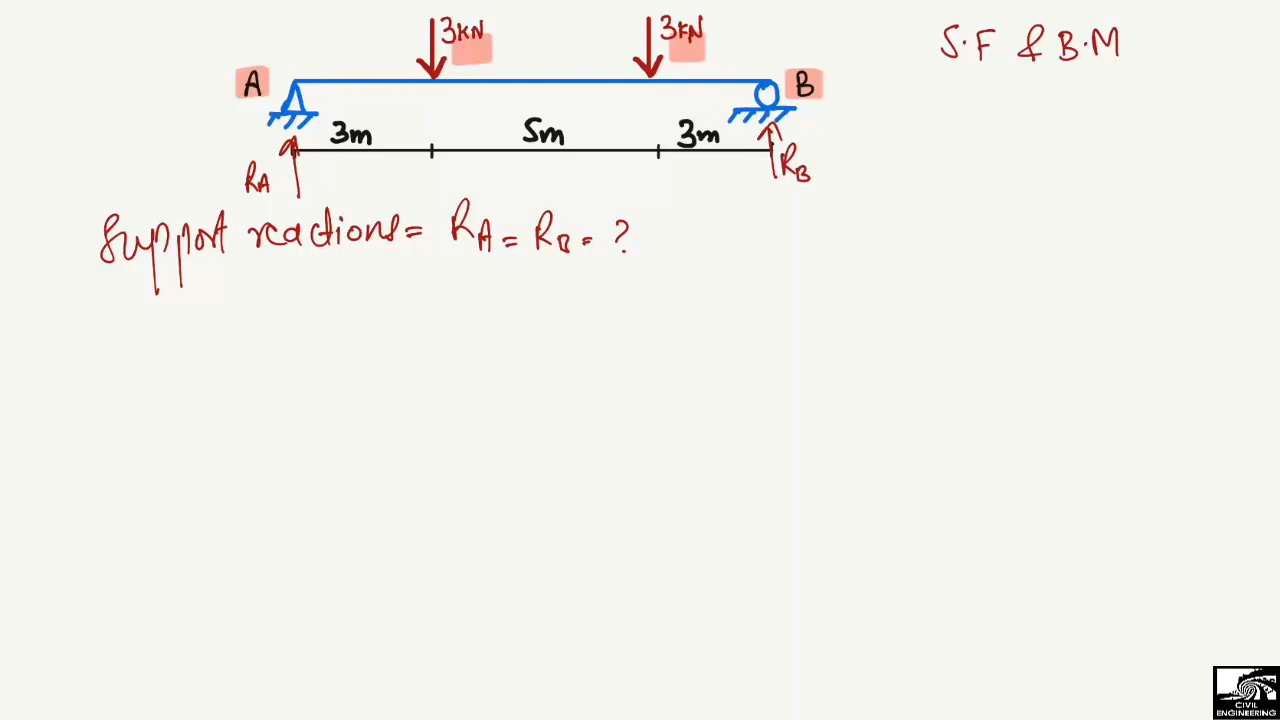 3kN 3kN S.F & B.M
A B
3m 5m 3m
RA RB
Support reactions = RA = RB = ?
CIVIL
ENGINEERING